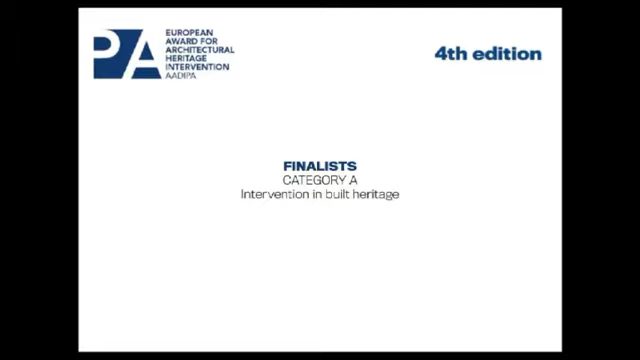 PA
EUROPEAN
AWARD FOR
ARCHITECTURAL
HERITAGE
INTERVENTION
AADIPA
4th edition
FINALISTS
CATEGORY A
Intervention in built heritage